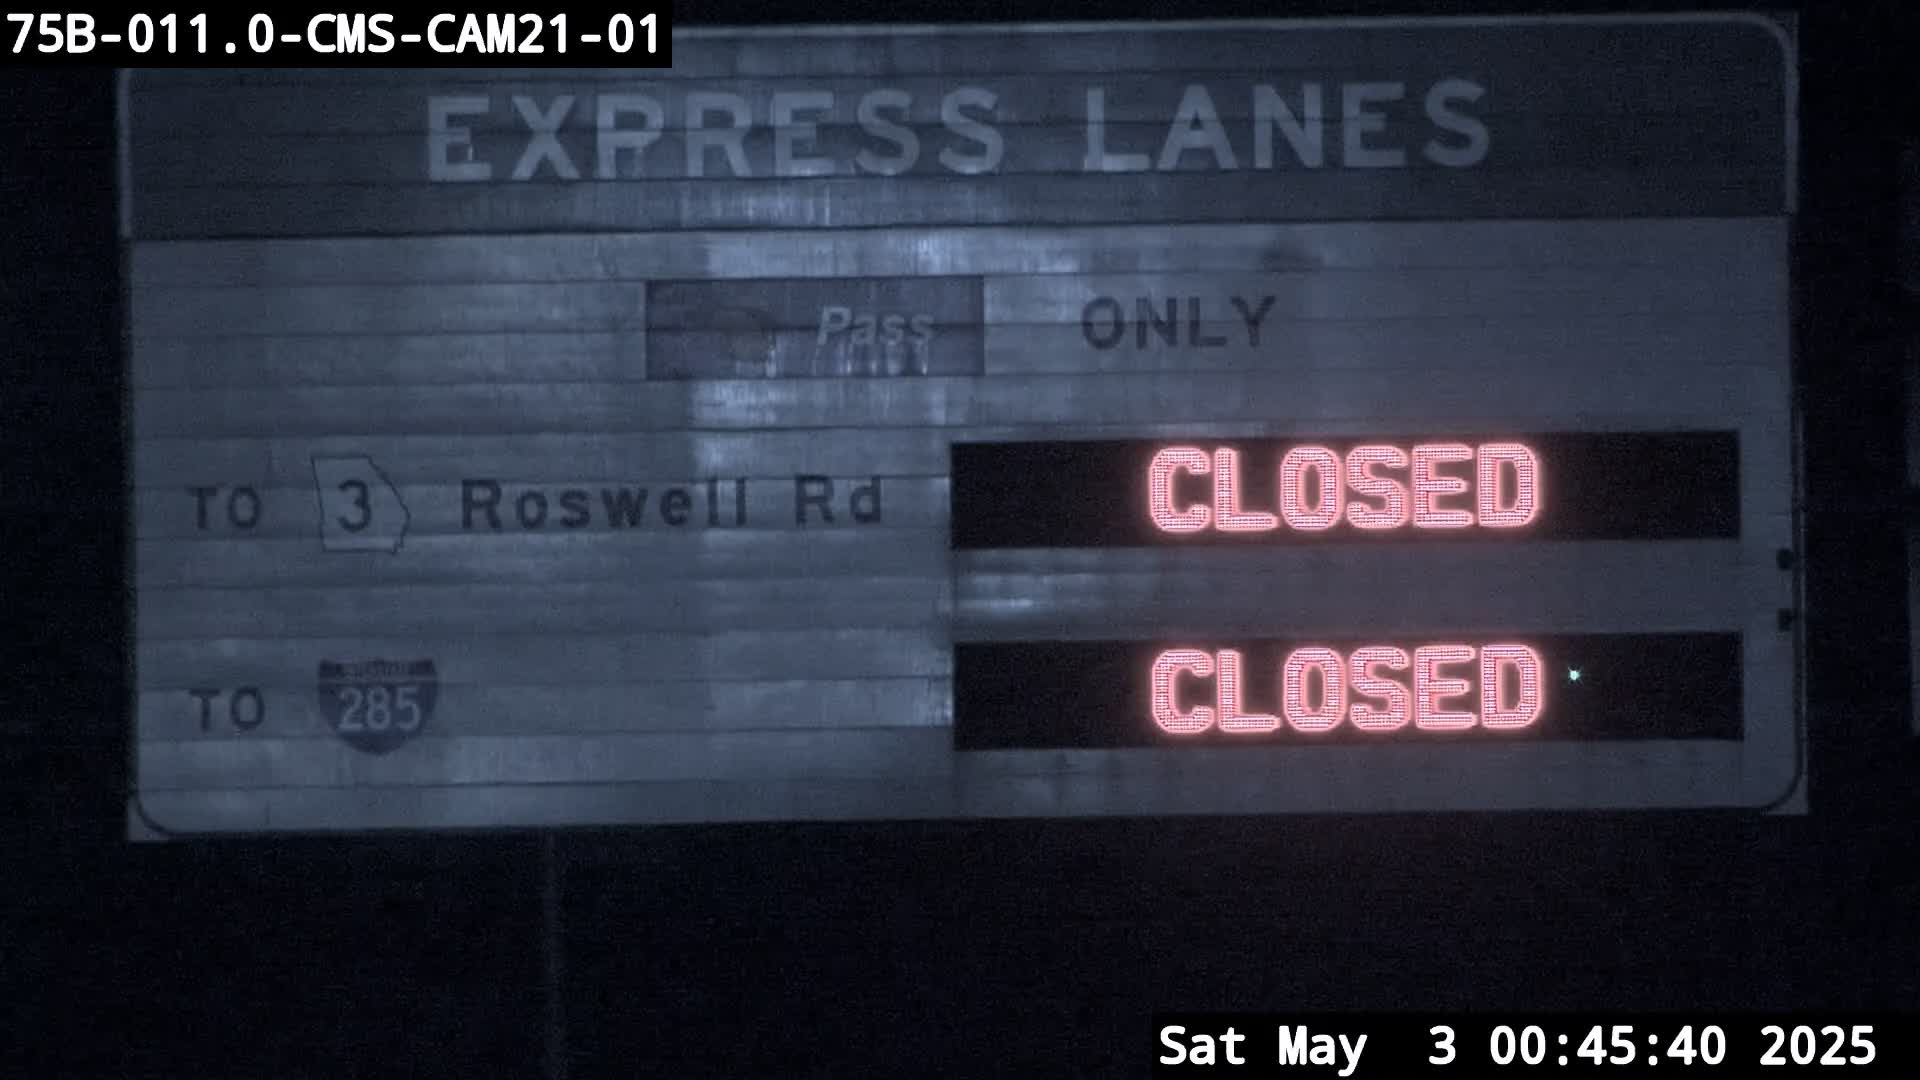 75B-011.0-CMS-CAM21-01
EXPRESS LANES
Pass ONLY
TO 3 Roswell Rd CLOSED
TO 285 CLOSED
Sat May 3 00:45:40 2025